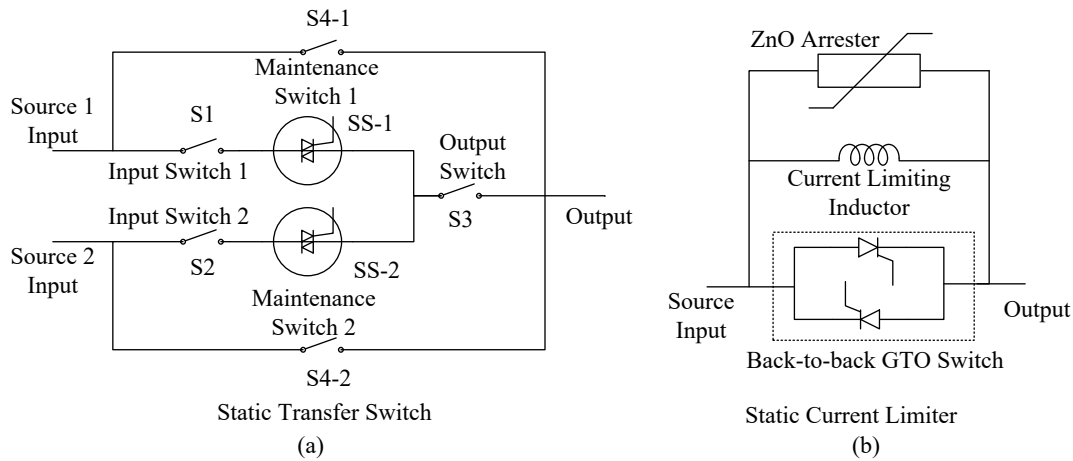 S4-1
Maintenance
Switch 1
Source 1
Input
S1
SS-1
Input Switch 1
Output
Switch
S3
Output
Input Switch 2
Source 2
Input
S2
SS-2
Maintenance
Switch 2
S4-2
Static Transfer Switch
(a)
ZnO Arrester
Current Limiting
Inductor
Source
Input
Output
Back-to-back GTO Switch
Static Current Limiter
(b)